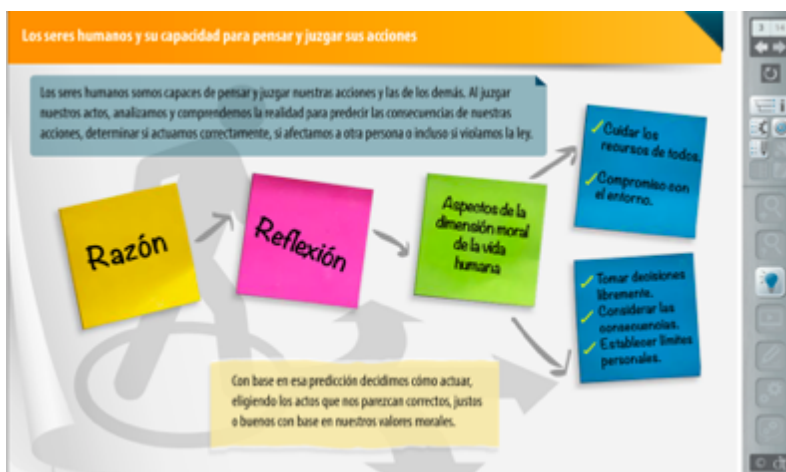 Los seres humanos y su capacidad para pensar y juzgar sus acciones
Los seres humanos somos capaces de pensar y juzgar nuestras acciones y las de los demás. Al juzgar
nuestros actos, analizamos y comprendemos la realidad para predecir las consecuencias de nuestras
acciones, determinar si actuamos correctamente, si afectamos a otra persona o incluso si violamos la ley.
Razón
Reflexión
Aspectos de la
dimensión moral
de la vida
humana
Cuidar los
recursos de todos.
Compromiso con
el entorno.
Tomar decisiones
libremente.
Considerar las
consecuencias.
Establecer límites
personales.
Con base en esa predicción decidimos cómo actuar,
eligiendo los actos que nos parezcan correctos, justos
o buenos con base en nuestros valores morales.
3